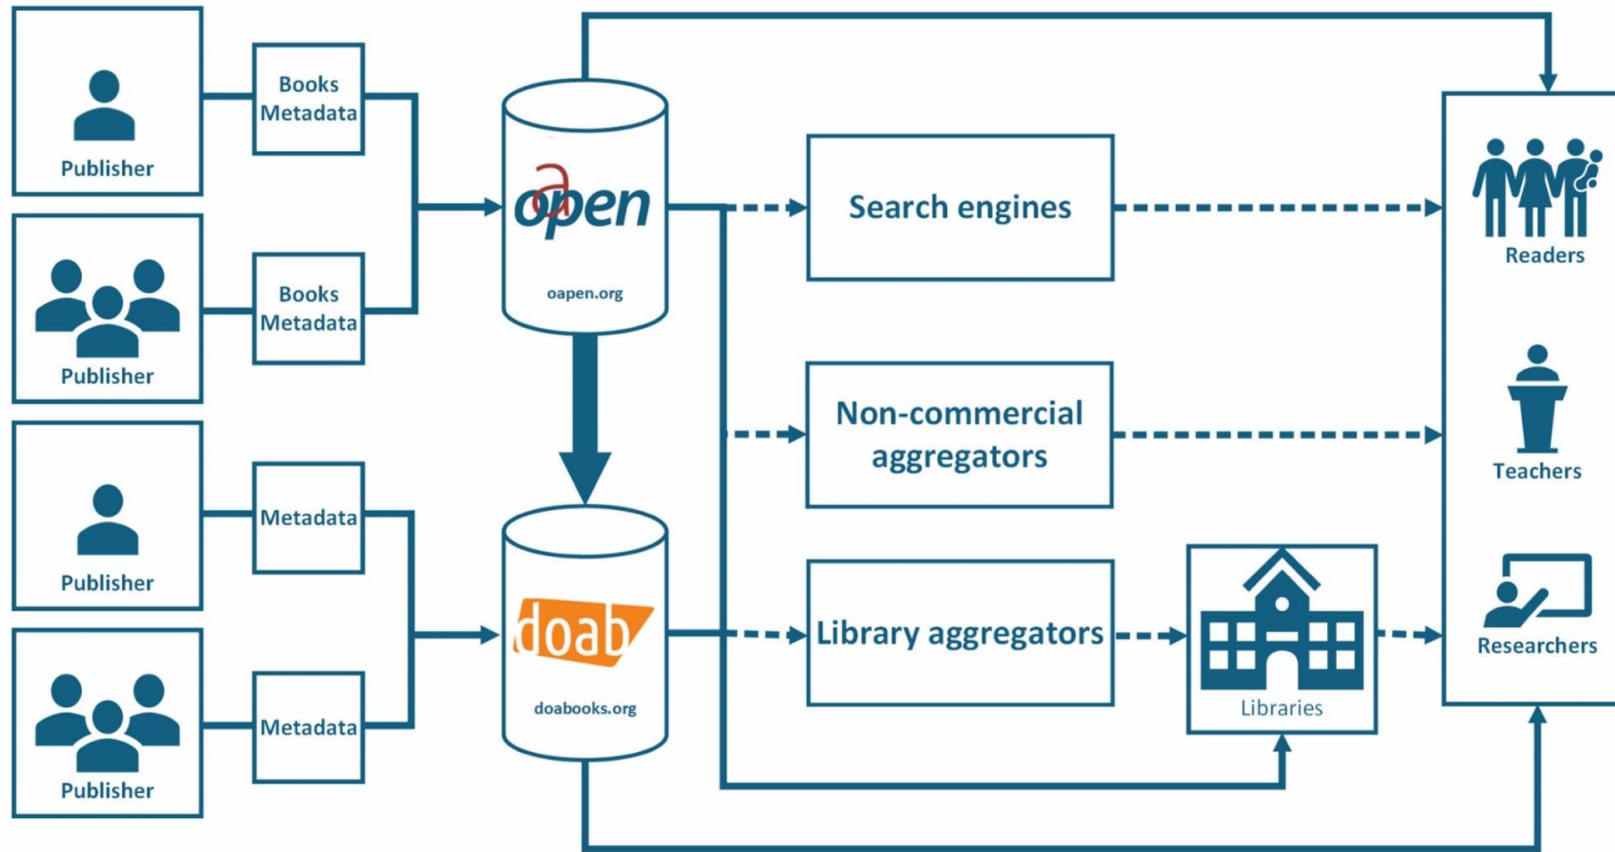 Publisher
Books
Metadata
Publisher
Books
Metadata
Publisher
Metadata
Publisher
Metadata
oapen
oapen.org
doab
doabooks.org
Search engines
Non-commercial
aggregators
Library aggregators
Libraries
Readers
Teachers
Researchers